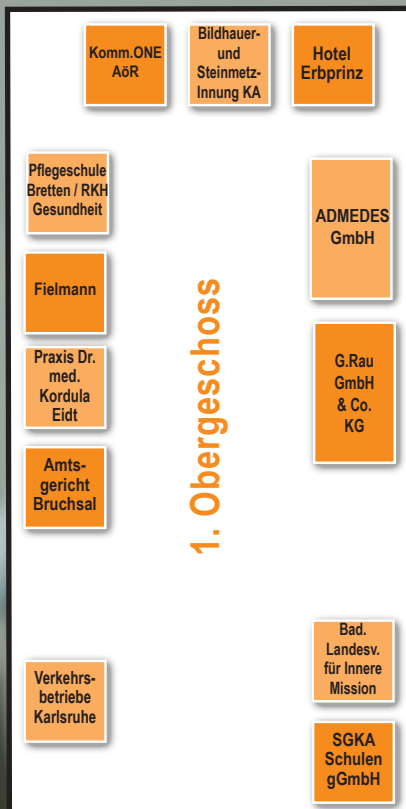 Komm.ONE
AöR
Bildhauer-
und
Steinmetz-
Innung KA
Hotel
Erbprinz
Pflegeschule
Bretten / RKH
Gesundheit
ADMEDES
GmbH
Fielmann
Praxis Dr.
med.
Kordula
Eidt
G.Rau
GmbH
& Co.
KG
Amts-
gericht
Bruchsal
1. Obergeschoss
Bad.
Landesv.
für Innere
Mission
Verkehrs-
betriebe
Karlsruhe
SGKA
Schulen
gGmbH